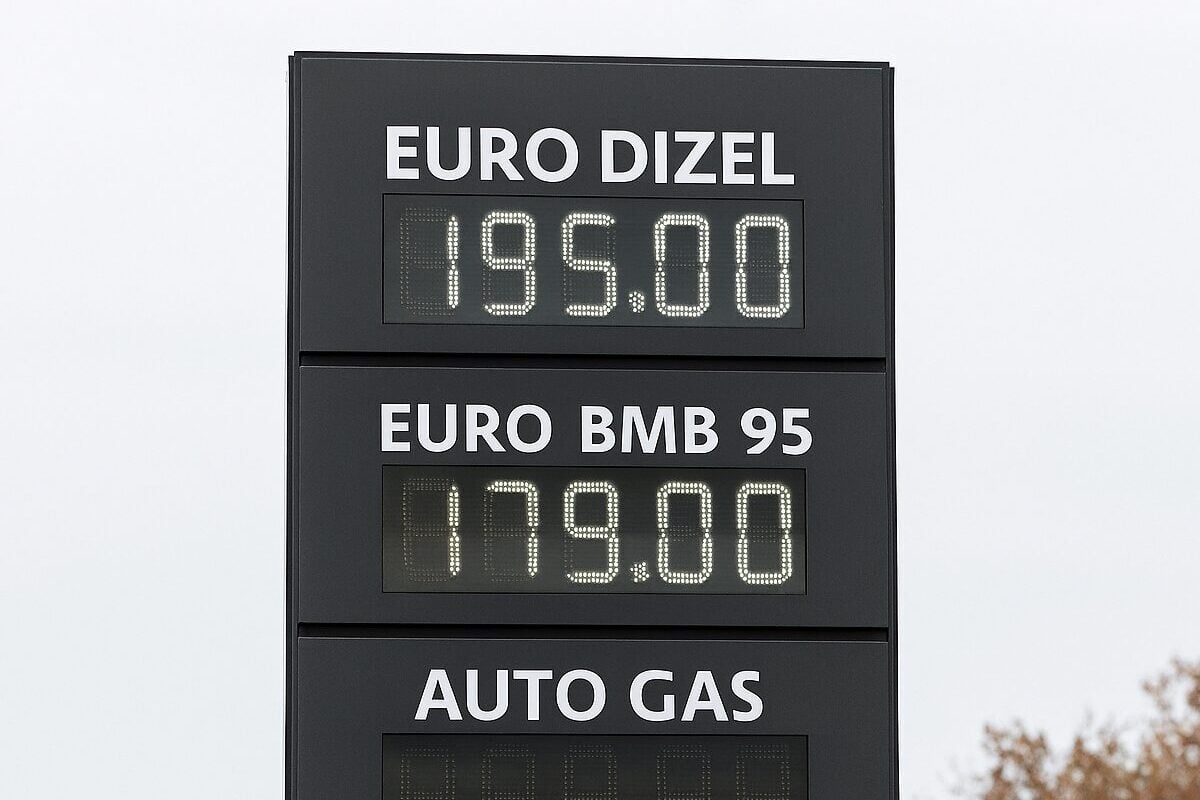 EURO DIZEL
195.00
EURO BMB 95
179.00
AUTO GAS